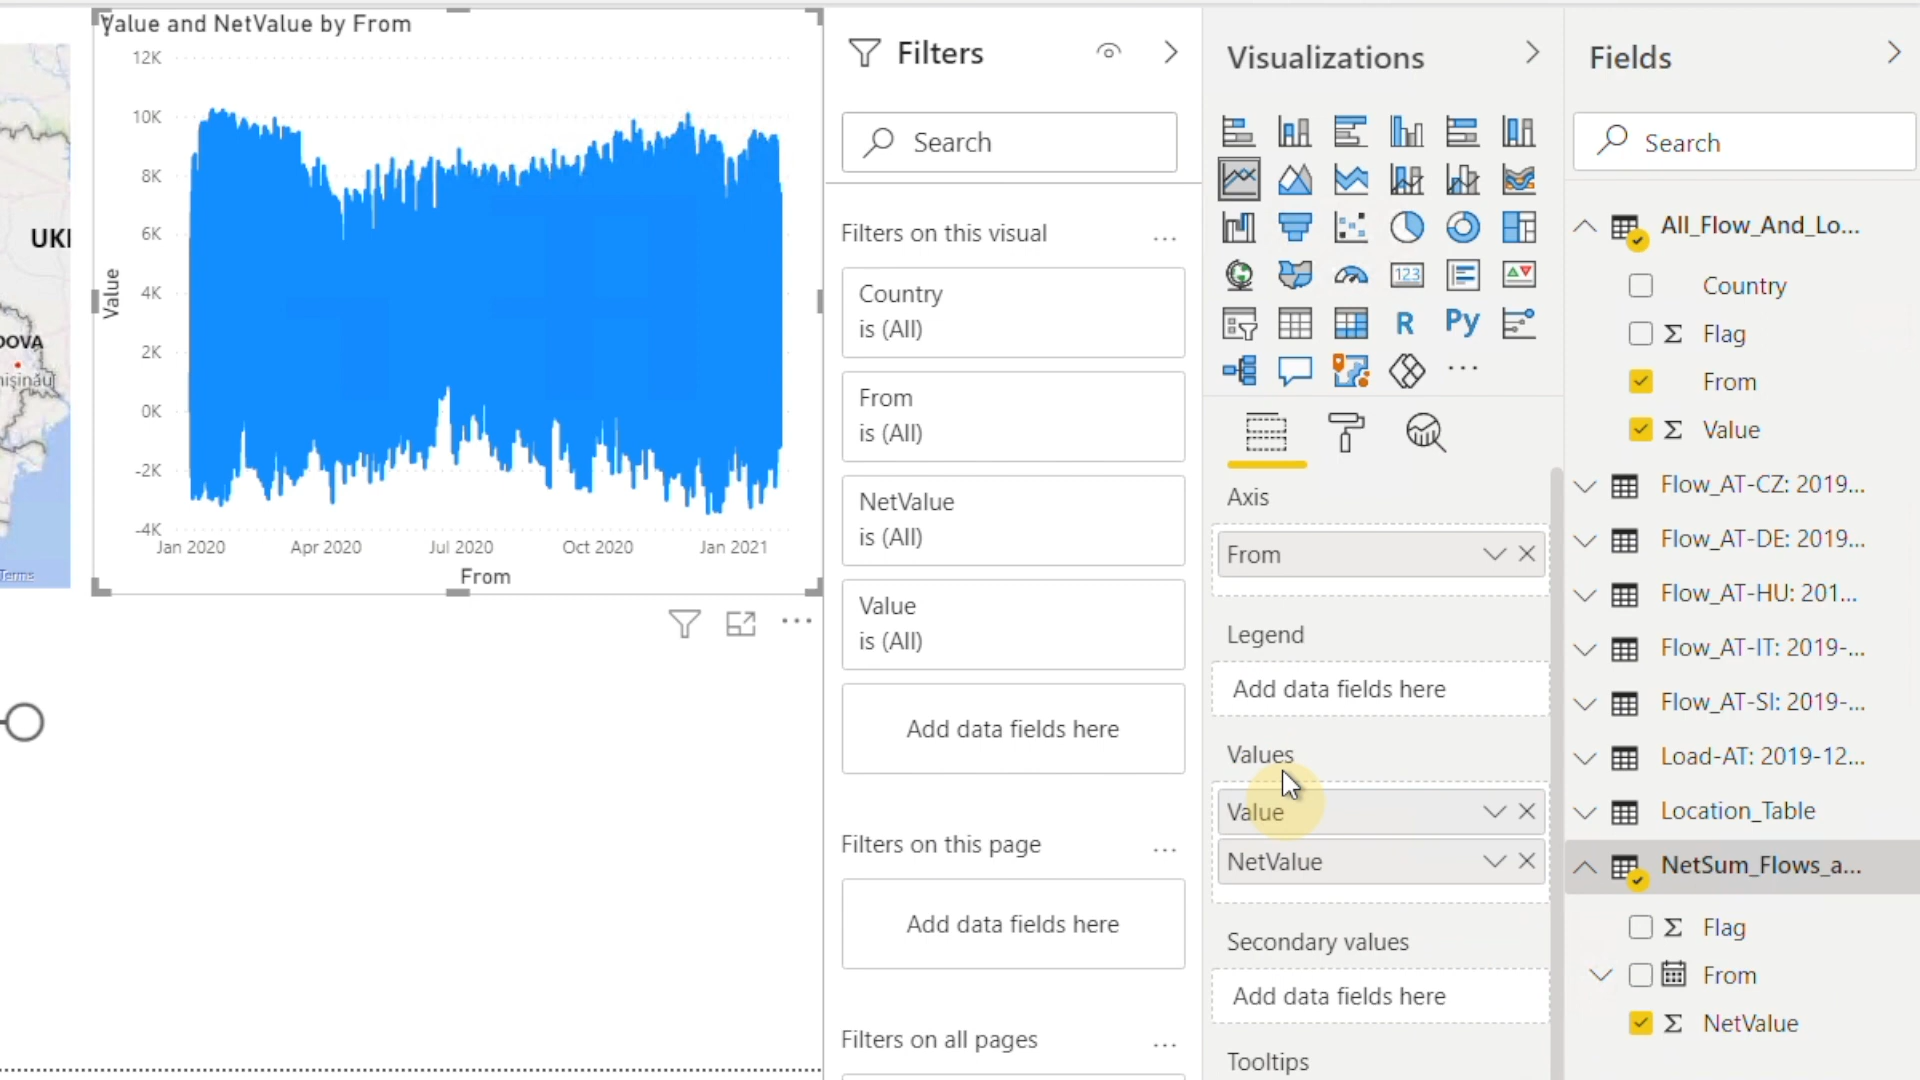 Value and NetValue by From
12K
10K
8K
6K
4K
2K
0K
-2K
-4K
Value
Jan 2020
Apr 2020
Jul 2020
Oct 2020
Jan 2021
From
UKI
DOVA
nișinău
Terms
Filters
Search
Filters on this visual
...
Country
is (All)
From
is (All)
NetValue
is (All)
Value
is (All)
Add data fields here
Filters on this page
...
Add data fields here
Filters on all pages
...
Visualizations
123
R
Py
...
Axis
From
Legend
Add data fields here
Values
Value
NetValue
Secondary values
Add data fields here
Tooltips
Fields
Search
All_Flow_And_Lo...
Country
Σ Flag
From
Σ Value
Flow_AT-CZ: 2019...
Flow_AT-DE: 2019...
Flow_AT-HU: 201...
Flow_AT-IT: 2019-...
Flow_AT-SI: 2019-...
Load-AT: 2019-12...
Location_Table
NetSum_Flows_a...
Σ Flag
From
Σ NetValue